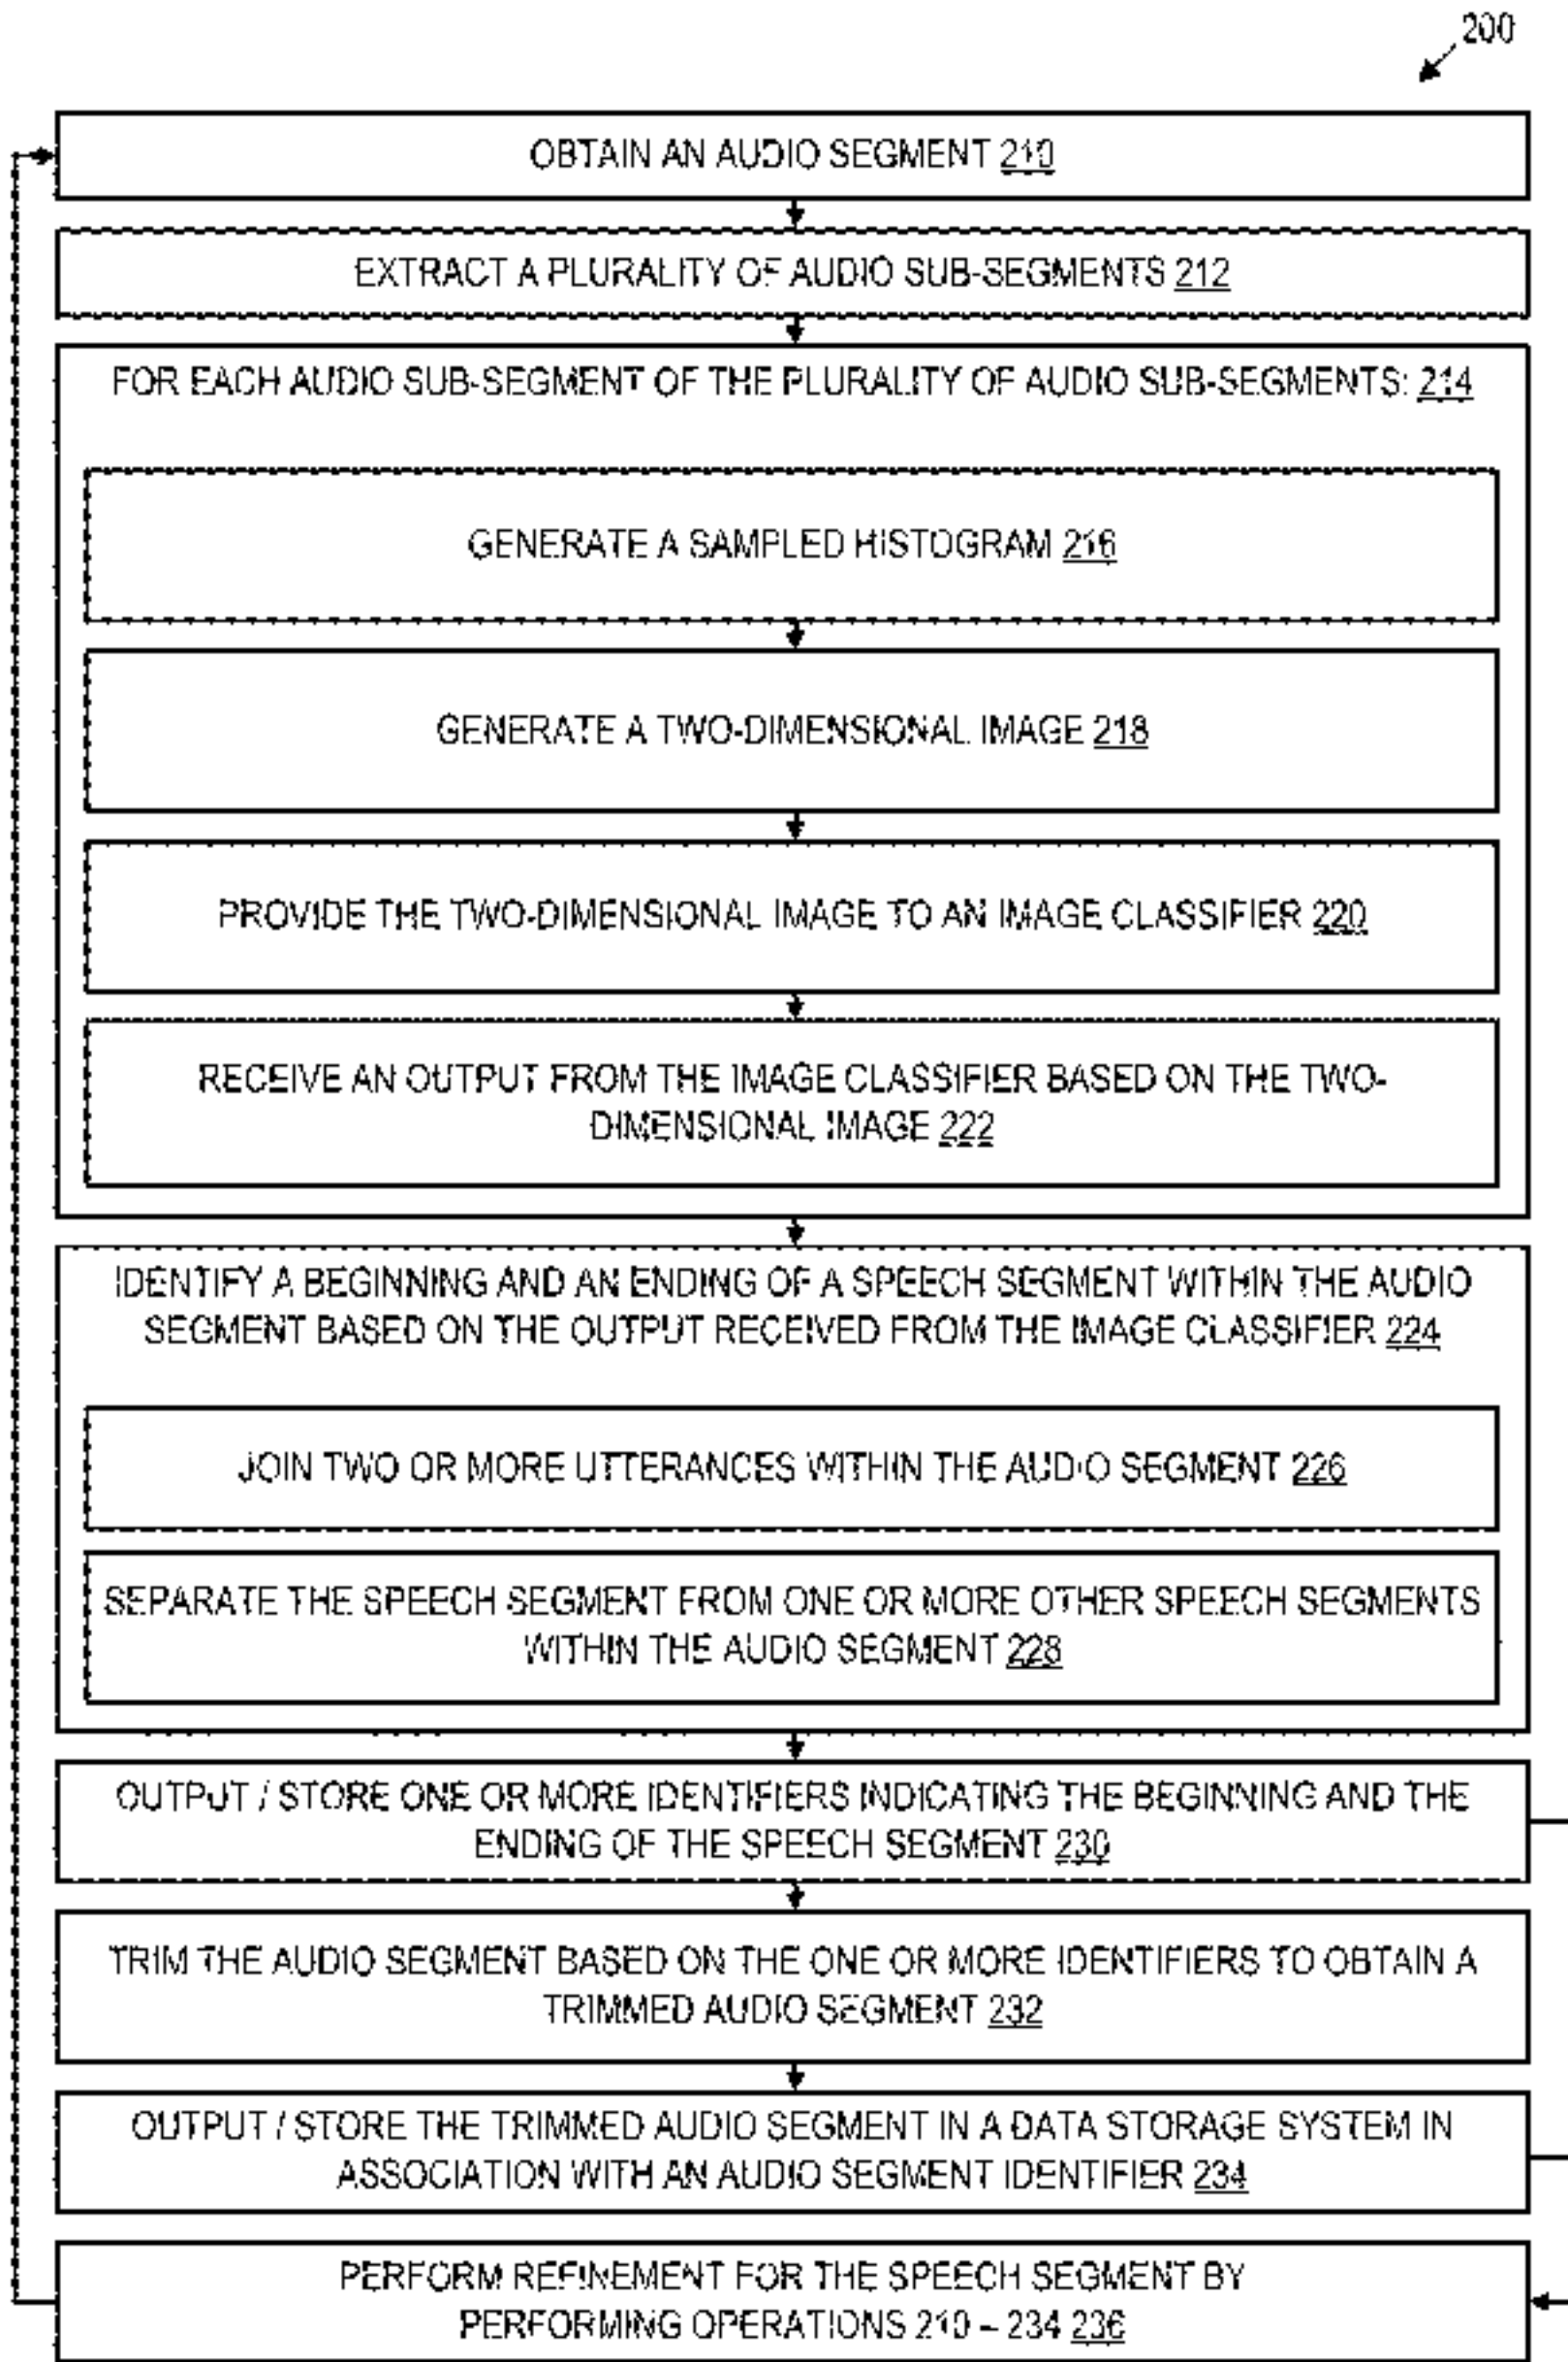 200
OBTAIN AN AUDIO SEGMENT 210
EXTRACT A PLURALITY OF AUDIO SUB-SEGMENTS 212
FOR EACH AUDIO SUB-SEGMENT OF THE PLURALITY OF AUDIO SUB-SEGMENTS: 214
GENERATE A SAMPLED HISTOGRAM 216
GENERATE A TWO-DIMENSIONAL IMAGE 218
PROVIDE THE TWO-DIMENSIONAL IMAGE TO AN IMAGE CLASSIFIER 220
RECEIVE AN OUTPUT FROM THE IMAGE CLASSIFIER BASED ON THE TWO-
DIMENSIONAL IMAGE 222
IDENTIFY A BEGINNING AND AN ENDING OF A SPEECH SEGMENT WITHIN THE AUDIO
SEGMENT BASED ON THE OUTPUT RECEIVED FROM THE IMAGE CLASSIFIER 224
JOIN TWO OR MORE UTTERANCES WITHIN THE AUDIO SEGMENT 226
SEPARATE THE SPEECH SEGMENT FROM ONE OR MORE OTHER SPEECH SEGMENTS
WITHIN THE AUDIO SEGMENT 228
OUTPUT / STORE ONE OR MORE IDENTIFIERS INDICATING THE BEGINNING AND THE
ENDING OF THE SPEECH SEGMENT 230
TRIM THE AUDIO SEGMENT BASED ON THE ONE OR MORE IDENTIFIERS TO OBTAIN A
TRIMMED AUDIO SEGMENT 232
OUTPUT / STORE THE TRIMMED AUDIO SEGMENT IN A DATA STORAGE SYSTEM IN
ASSOCIATION WITH AN AUDIO SEGMENT IDENTIFIER 234
PERFORM REFINEMENT FOR THE SPEECH SEGMENT BY
PERFORMING OPERATIONS 210 – 234 236